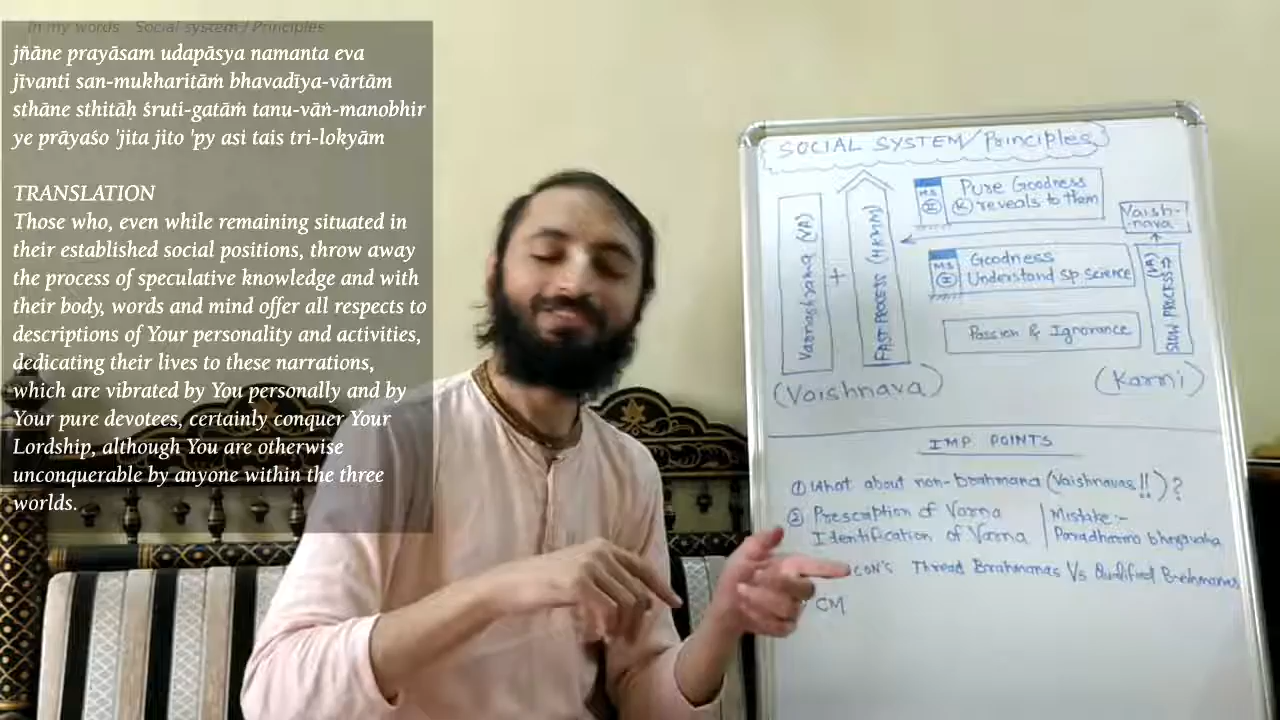 In my words Social system / Principles
jñāne prayāsam udapāsya namanta eva
jīvanti san-mukharitāṁ bhavadīya-vārtām
sthāne sthitāḥ śruti-gatāṁ tanu-vāṅ-manobhir
ye prāyaśo 'jita jito 'py asi tais tri-lokyām
TRANSLATION
Those who, even while remaining situated in
their established social positions, throw away
the process of speculative knowledge and with
their body, words and mind offer all respects to
descriptions of Your personality and activities,
dedicating their lives to these narrations,
which are vibrated by You personally and by
Your pure devotees, certainly conquer Your
Lordship, although You are otherwise
unconquerable by anyone within the three
worlds.
SOCIAL SYSTEM/Principles
Varnashrama (VA)
+
FAST PROCESS (HKMM)
M.S
I
Pure Goodness
K reveals to them
Vaish-
nava
M.S
I
Goodness
Understand sp. science
Passion & Ignorance
SLOW PROCESS
(VA)
(Vaishnava)
(Karmi)
IMP. POINTS
① What about non-brahmana (Vaishnavas!!)?
② Prescription of Varna
Identification of Varna
Mistake:-
Paradharmo bhayavaha
CON's Thread Brahmanas Vs Qualified Brahmanas
CM